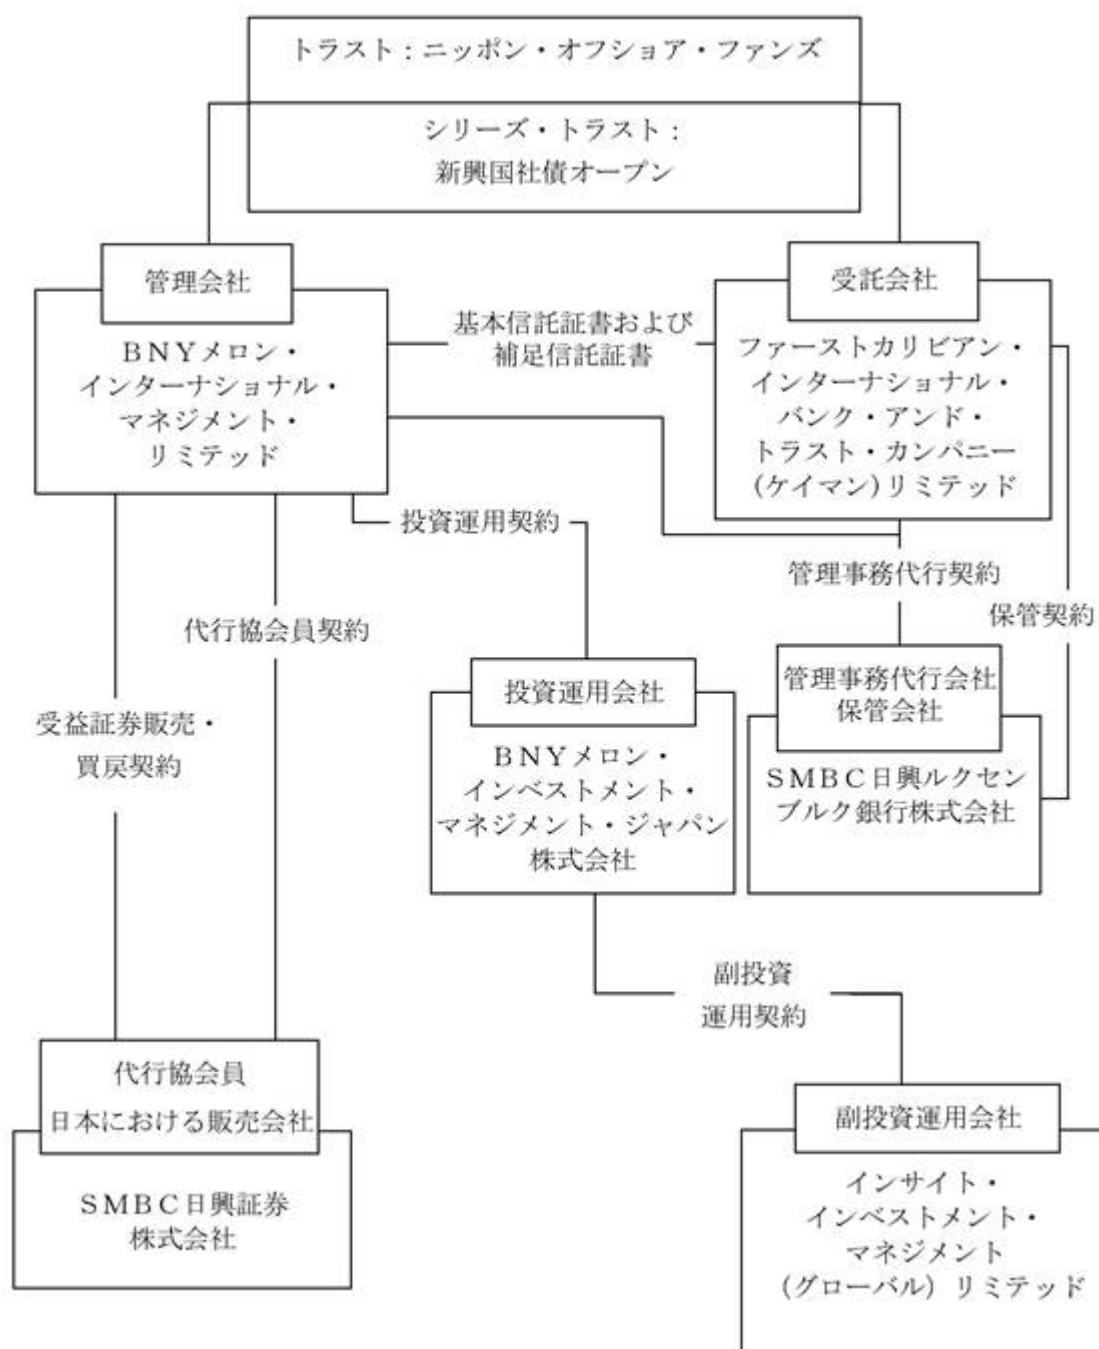 トラスト：ニッポン・オフショア・ファンズ
シリーズ・トラスト：
新興国社債オープン
管理会社
ＢＮＹメロン・
インターナショナル・
マネジメント・
リミテッド
基本信託証書および
補足信託証書
受託会社
ファーストカリビアン・
インターナショナル・
バンク・アンド・
トラスト・カンパニー
(ケイマン)リミテッド
投資運用契約
管理事務代行契約
保管契約
代行協会員契約
受益証券販売・
買戻契約
投資運用会社
ＢＮＹメロン・
インベストメント・
マネジメント・ジャパン
株式会社
管理事務代行会社
保管会社
ＳＭＢＣ日興ルクセン
ブルク銀行株式会社
副投資
運用契約
代行協会員
日本における販売会社
ＳＭＢＣ日興証券
株式会社
副投資運用会社
インサイト・
インベストメント・
マネジメント
(グローバル) リミテッド